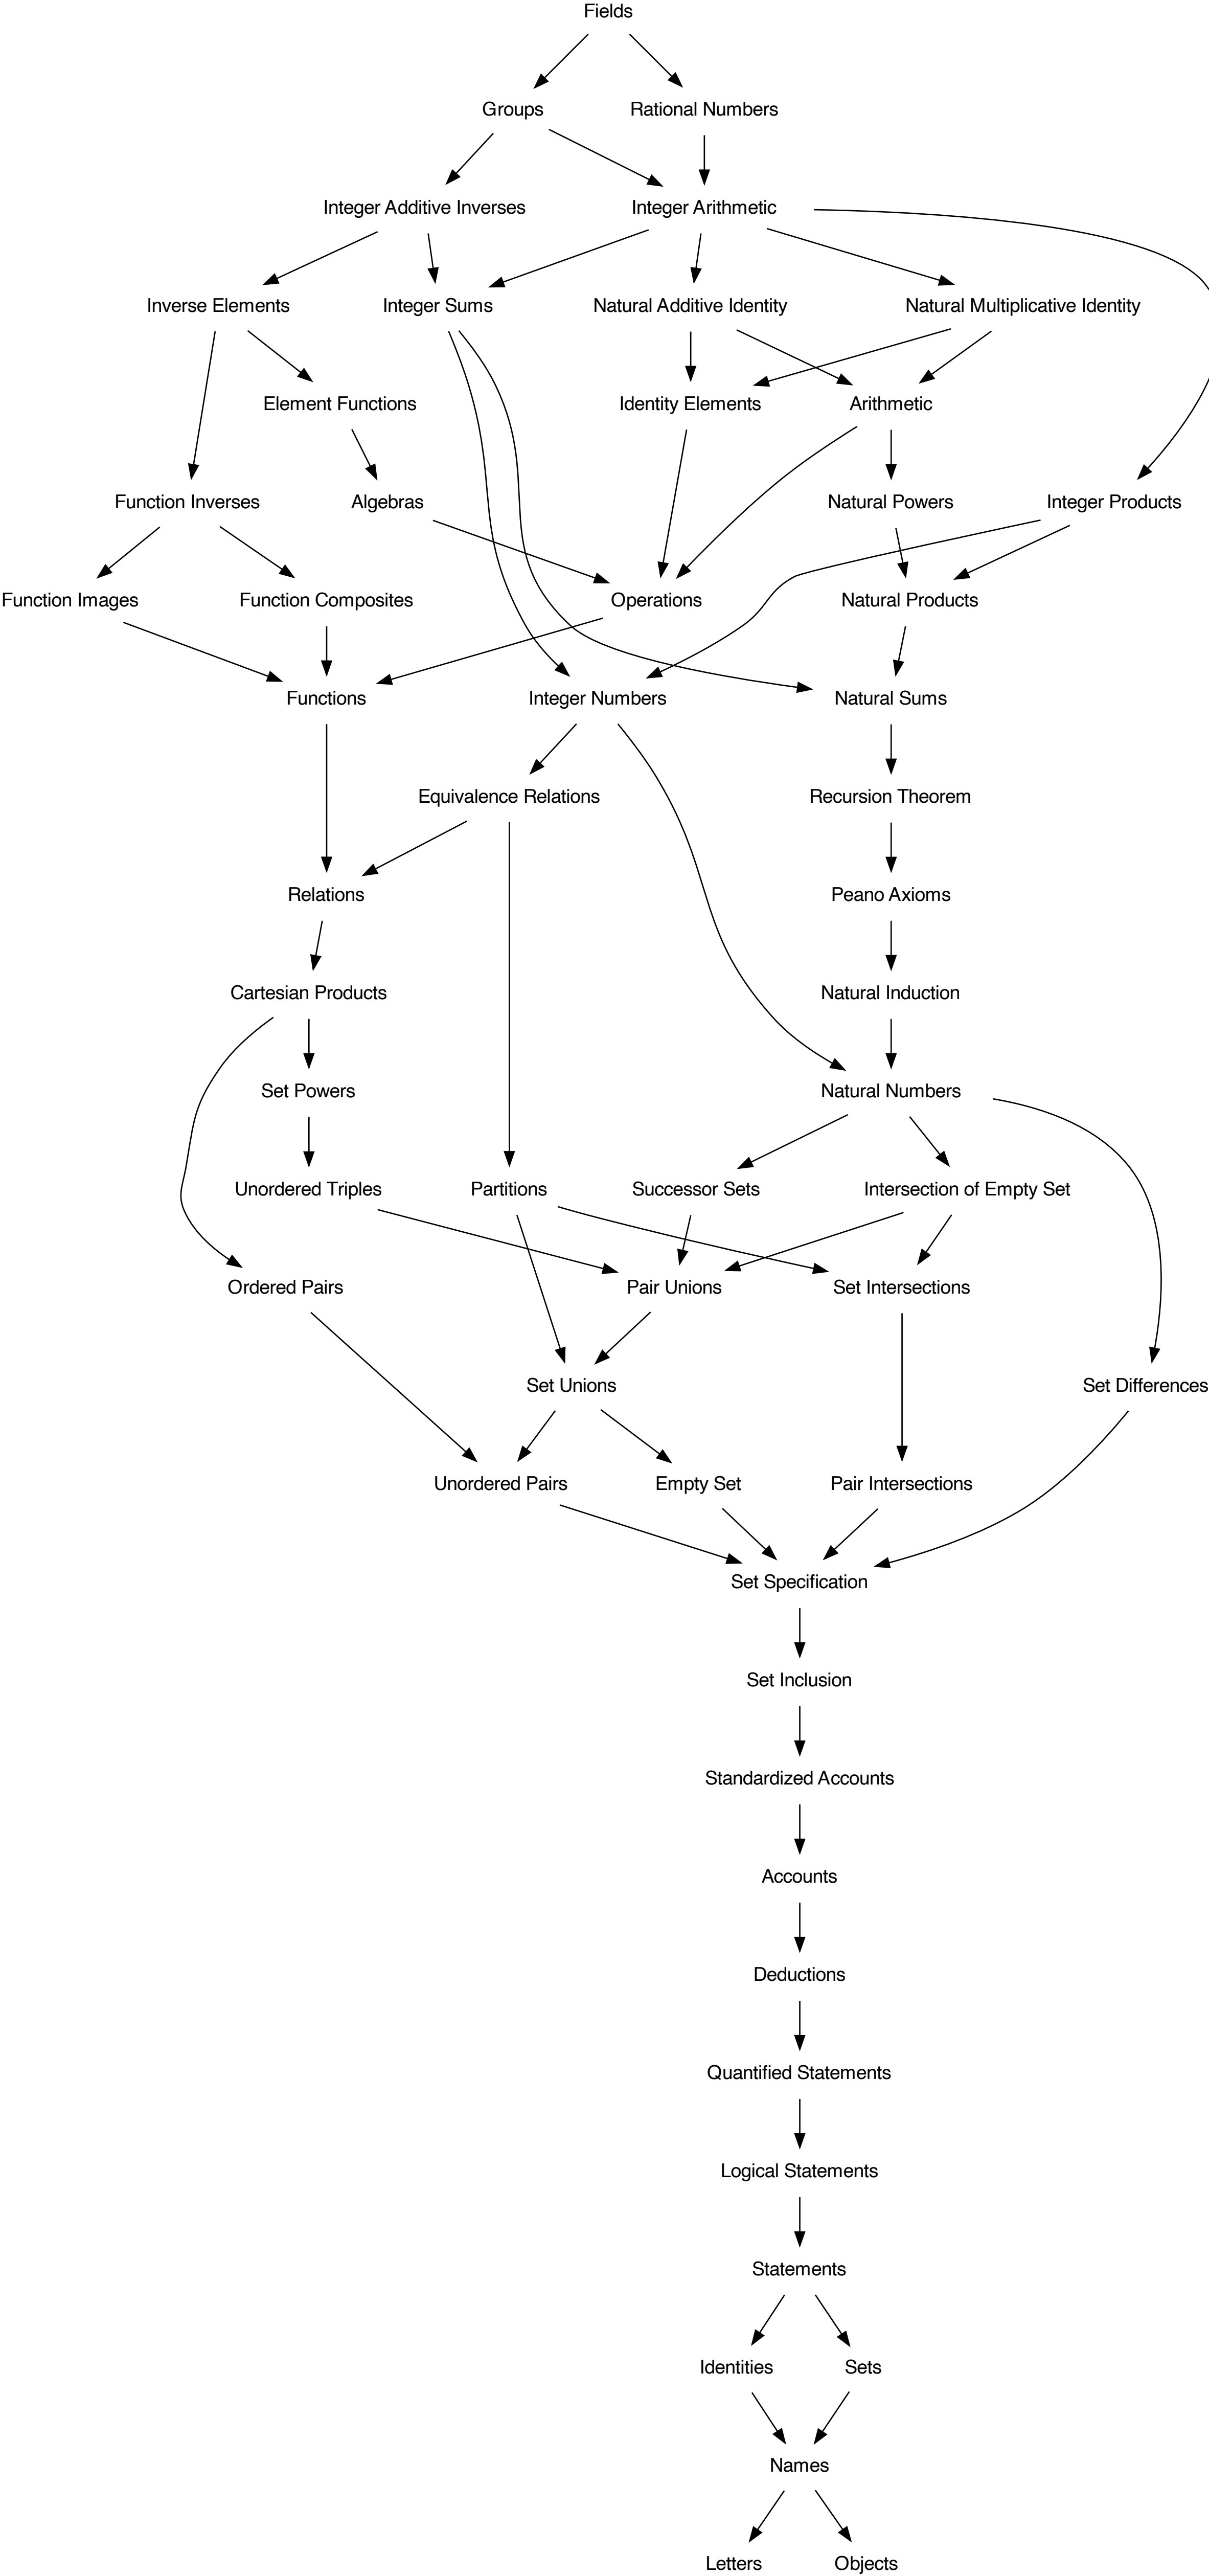 Fields
Groups
Rational Numbers
Integer Additive Inverses
Integer Arithmetic
Inverse Elements
Integer Sums
Natural Additive Identity
Natural Multiplicative Identity
Element Functions
Identity Elements
Arithmetic
Function Inverses
Algebras
Natural Powers
Integer Products
Function Images
Function Composites
Operations
Natural Products
Functions
Integer Numbers
Natural Sums
Equivalence Relations
Recursion Theorem
Relations
Peano Axioms
Cartesian Products
Natural Induction
Set Powers
Natural Numbers
Unordered Triples
Partitions
Successor Sets
Intersection of Empty Set
Ordered Pairs
Pair Unions
Set Intersections
Set Unions
Set Differences
Unordered Pairs
Empty Set
Pair Intersections
Set Specification
Set Inclusion
Standardized Accounts
Accounts
Deductions
Quantified Statements
Logical Statements
Statements
Identities
Sets
Names
Letters
Objects